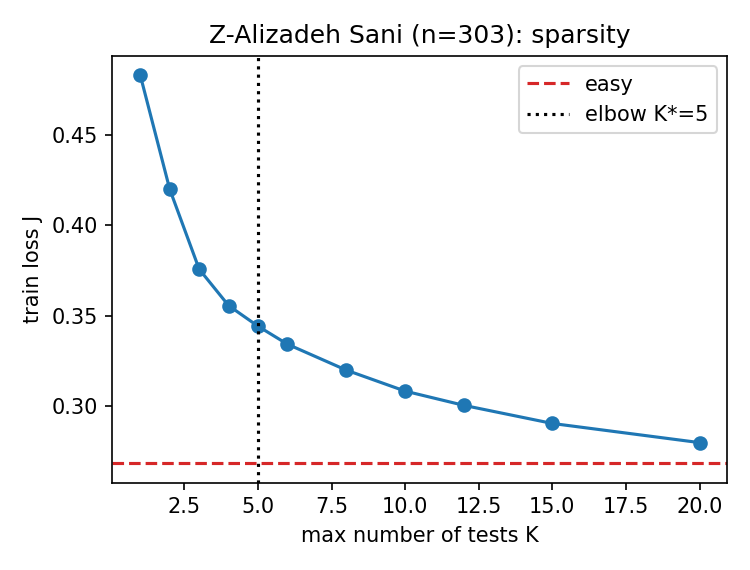 Z-Alizadeh Sani (n=303): sparsity
easy
elbow K*=5
train loss J
0.45
0.40
0.35
0.30
2.5 5.0 7.5 10.0 12.5 15.0 17.5 20.0
max number of tests K